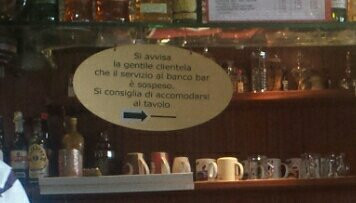 Si avvisa
la gentile clientela
che il servizio al banco bar
è sospeso.
Si consiglia di accomodarsi
al tavolo